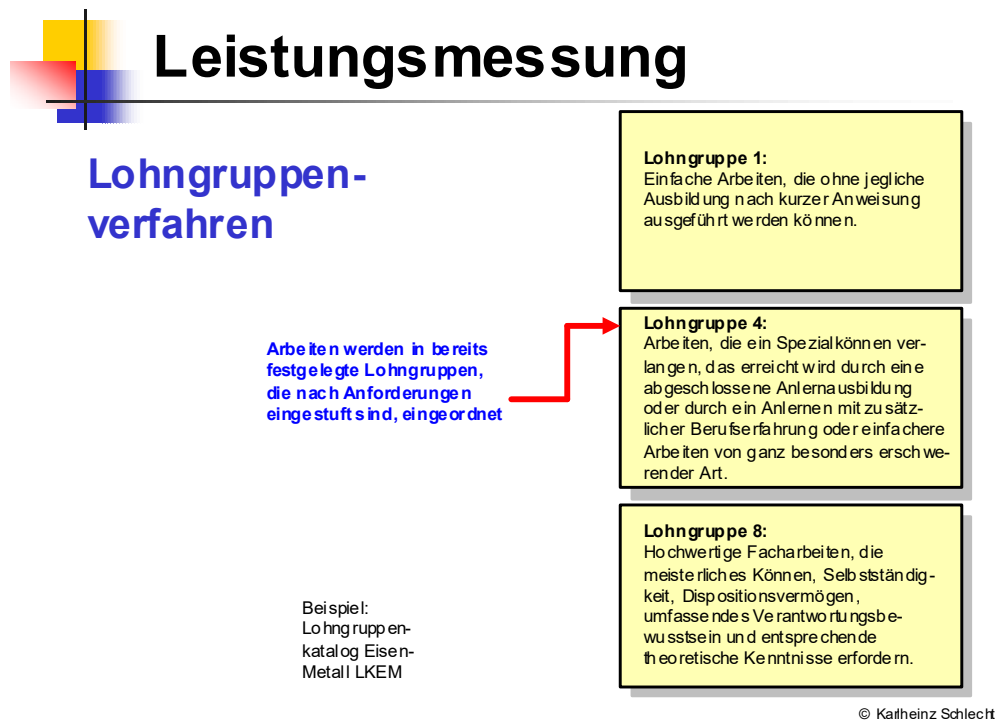 Leistungsmessung
Lohngruppen-
verfahren
Arbeiten werden in bereits
festgelegte Lohngruppen,
die nach Anforderungen
eingestuft sind, eingeordnet
Beispiel:
Lohngruppen-
katalog Eisen-
Metall LKEM
Lohngruppe 1:
Einfache Arbeiten, die ohne jegliche
Ausbildung nach kurzer Anweisung
ausgeführt werden können.
Lohngruppe 4:
Arbeiten, die ein Spezialkönnen ver-
langen, das erreicht wird durch eine
abgeschlossene Anlernausbildung
oder durch ein Anlernen mit zusätz-
licher Berufserfahrung oder einfachere
Arbeiten von ganz besonders erschwe-
render Art.
Lohngruppe 8:
Hochwertige Facharbeiten, die
meisterliches Können, Selbstständig-
keit, Dispositionsvermögen,
umfassendes Verantwortungsbe-
wusstsein und entsprechende
theoretische Kenntnisse erfordern.
© Karlheinz Schlecht